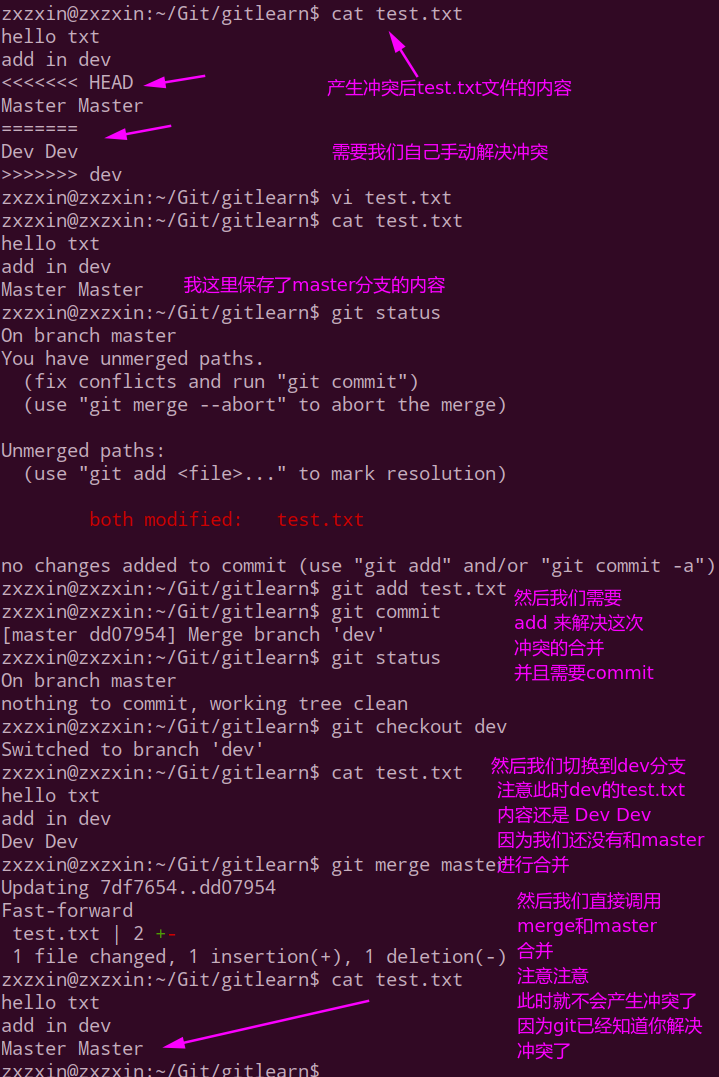 zxzxin@zxzxin:~/Git/gitlearn$ cat test.txt
hello txt
add in dev
<<<<<<< HEAD
产生冲突后test.txt文件的内容
Master Master
=======
Dev Dev
需要我们自己手动解决冲突
>>>>>>> dev
zxzxin@zxzxin:~/Git/gitlearn$ vi test.txt
zxzxin@zxzxin:~/Git/gitlearn$ cat test.txt
hello txt
add in dev
Master Master
我这里保存了master分支的内容
zxzxin@zxzxin:~/Git/gitlearn$ git status
On branch master
You have unmerged paths.
  (fix conflicts and run "git commit")
  (use "git merge --abort" to abort the merge)
Unmerged paths:
  (use "git add <file>..." to mark resolution)
        both modified:   test.txt
no changes added to commit (use "git add" and/or "git commit -a")
zxzxin@zxzxin:~/Git/gitlearn$ git add test.txt
zxzxin@zxzxin:~/Git/gitlearn$ git commit
[master dd07954] Merge branch 'dev'
zxzxin@zxzxin:~/Git/gitlearn$ git status
On branch master
nothing to commit, working tree clean
然后我们需要
add 来解决这次
冲突的合并
并且需要commit
zxzxin@zxzxin:~/Git/gitlearn$ git checkout dev
Switched to branch 'dev'
zxzxin@zxzxin:~/Git/gitlearn$ cat test.txt
hello txt
add in dev
Dev Dev
然后我们切换到dev分支
注意此时dev的test.txt
内容还是 Dev Dev
因为我们还没有和master
进行合并
zxzxin@zxzxin:~/Git/gitlearn$ git merge master
Updating 7df7654..dd07954
Fast-forward
 test.txt | 2 +-
 1 file changed, 1 insertion(+), 1 deletion(-)
zxzxin@zxzxin:~/Git/gitlearn$ cat test.txt
hello txt
add in dev
Master Master
然后我们直接调用
merge和master
合并
注意注意
此时就不会产生冲突了
因为git已经知道你解决
冲突了
zxzxin@zxzxin:~/Git/gitlearn$